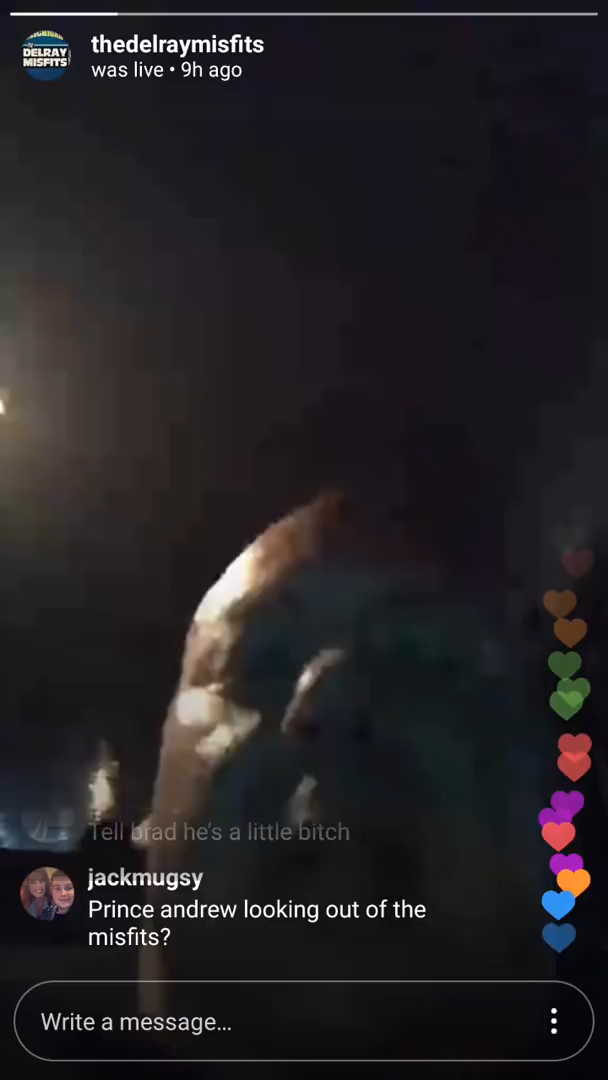 thedelraymisfits
was live • 9h ago
DELRAY
MISFITS
Tell brad he's a little bitch
jackmugsy
Prince andrew looking out of the
misfits?
Write a message...